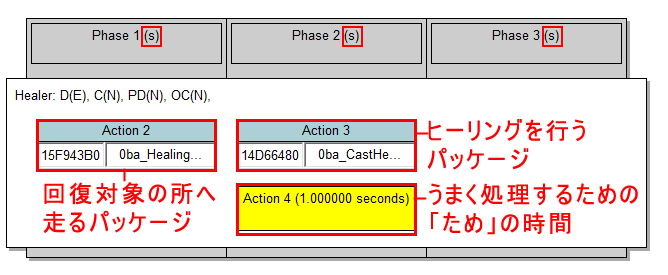 Phase 1 (s) Phase 2 (s) Phase 3 (s)
Healer: D(E), C(N), PD(N), OC(N),
Action 2 Action 3
15F943B0 0ba_Healing... 14D66480 0ba_CastHe...
ヒーリングを行う
パッケージ
回復対象の所へ
走るパッケージ
Action 4 (1.000000 seconds)
うまく処理するための
「ため」の時間